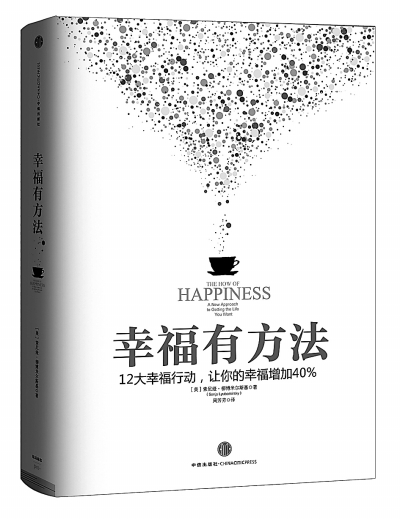 幸福有方法
THE HOW OF
HAPPINESS
A New Approach
to Getting the Life
You Want
幸福有方法
12大幸福行动，让你的幸福增加40%
［美］索尼娅·柳博米尔斯基◎著
（Sonja Lyubomirsky）
周芳芳◎译
中信出版社·CHINACITICPRESS